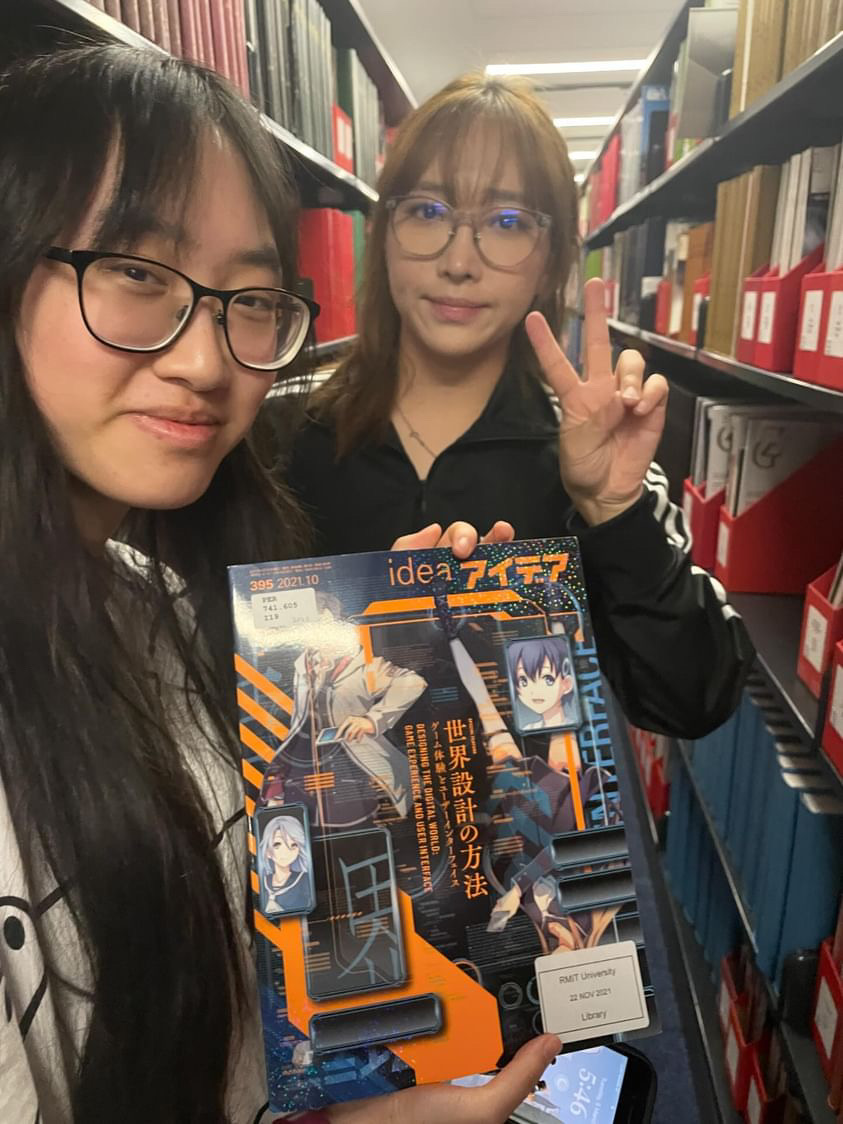 395 2021.10
idea アイデア
PER
741.605
I19
世界設計の方法
ゲーム体験とユーザーインターフェイス
DESIGNING THE DIGITAL WORLD:
GAME EXPERIENCE AND USER INTERFACE
RMIT University
22 NOV 2021
Library
5:46